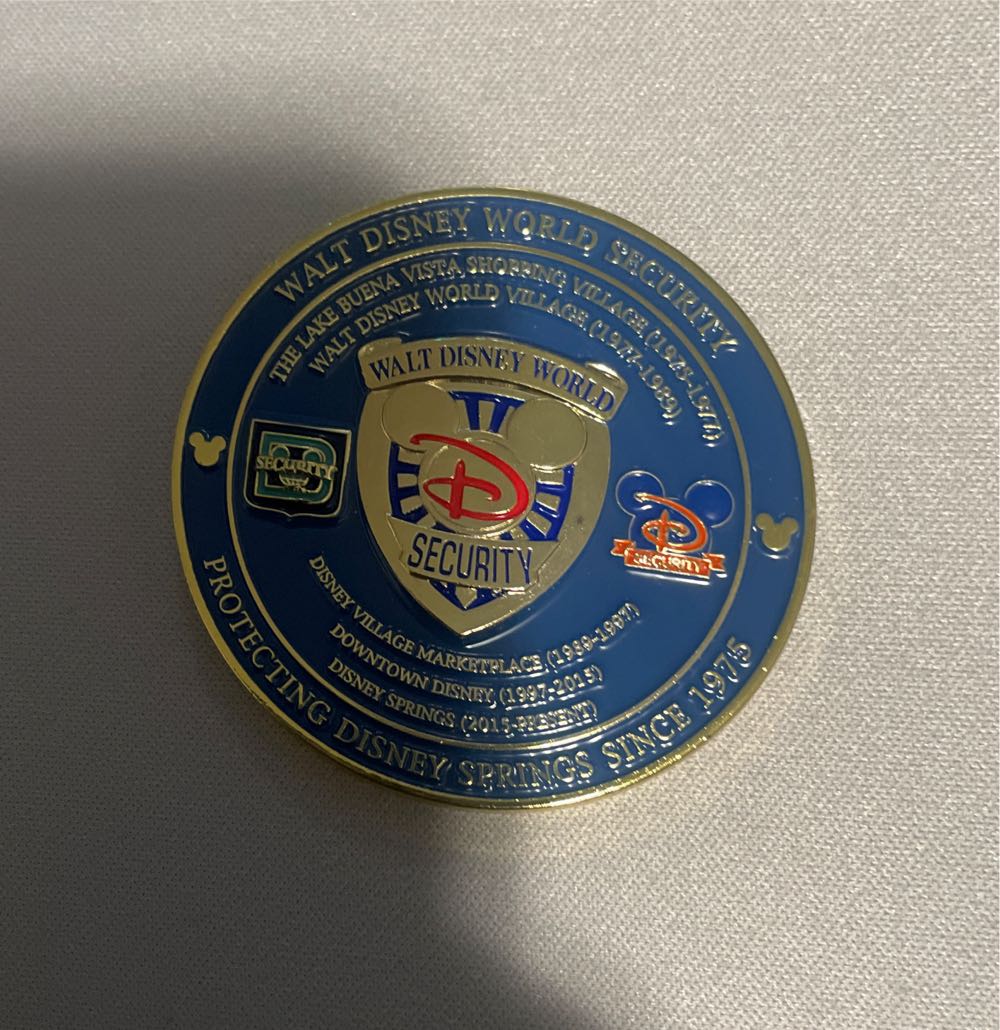 WALT DISNEY WORLD SECURITY
THE LAKE BUENA VISTA SHOPPING VILLAGE (1975-1977)
WALT DISNEY WORLD VILLAGE (1977-1989)
WALT DISNEY WORLD
D
SECURITY
D
SECURITY
D
SECURITY
DISNEY VILLAGE MARKETPLACE (1989-1997)
DOWNTOWN DISNEY (1997-2015)
DISNEY SPRINGS (2015-PRESENT)
PROTECTING DISNEY SPRINGS SINCE 1975